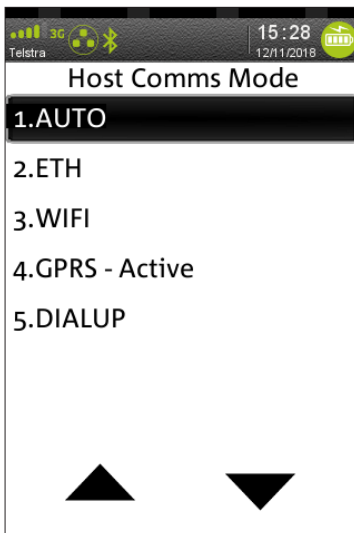 3G 15:28
Telstra 12/11/2018
Host Comms Mode
1.AUTO
2.ETH
3.WIFI
4.GPRS - Active
5.DIALUP